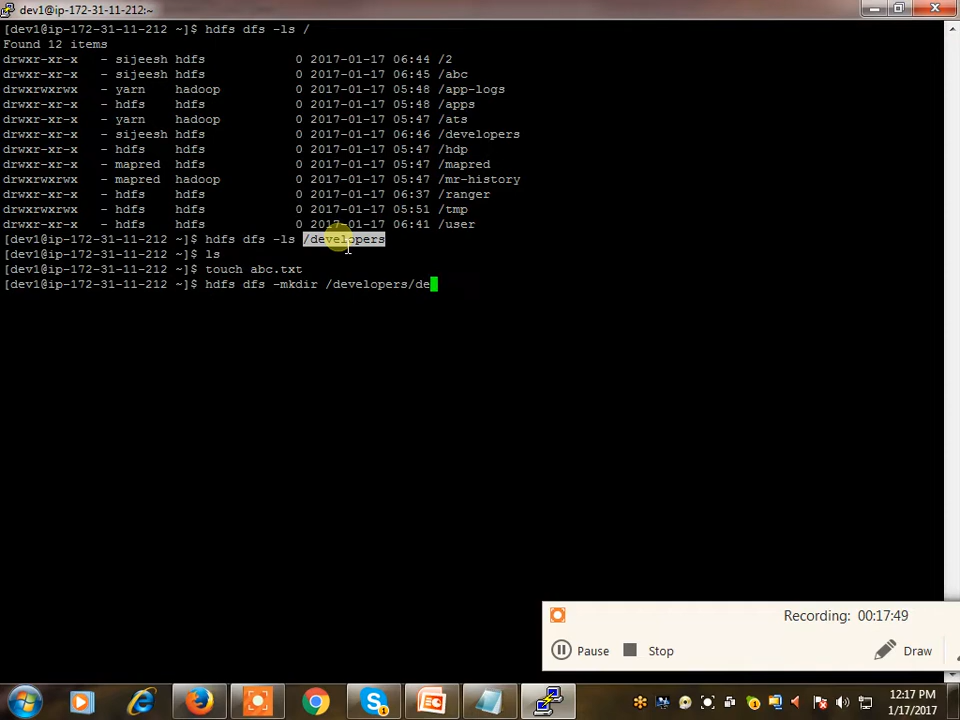 dev1@ip-172-31-11-212:~
[dev1@ip-172-31-11-212 ~]$ hdfs dfs -ls /
Found 12 items
drwxr-xr-x   - sijeesh hdfs            0 2017-01-17 06:44 /2
drwxr-xr-x   - sijeesh hdfs            0 2017-01-17 06:45 /abc
drwxrwxrwx   - yarn    hadoop          0 2017-01-17 05:48 /app-logs
drwxr-xr-x   - hdfs    hdfs            0 2017-01-17 05:48 /apps
drwxrwxrwx   - yarn    hadoop          0 2017-01-17 05:47 /ats
drwxr-xr-x   - sijeesh hdfs            0 2017-01-17 06:46 /developers
drwxr-xr-x   - hdfs    hdfs            0 2017-01-17 05:47 /hdp
drwxr-xr-x   - mapred  hdfs            0 2017-01-17 05:47 /mapred
drwxrwxrwx   - mapred  hadoop          0 2017-01-17 05:47 /mr-history
drwxr-xr-x   - hdfs    hdfs            0 2017-01-17 06:37 /ranger
drwxrwxrwx   - hdfs    hdfs            0 2017-01-17 05:51 /tmp
drwxr-xr-x   - hdfs    hdfs            0 2017-01-17 06:41 /user
[dev1@ip-172-31-11-212 ~]$ hdfs dfs -ls /developers
[dev1@ip-172-31-11-212 ~]$ ls
[dev1@ip-172-31-11-212 ~]$ touch abc.txt
[dev1@ip-172-31-11-212 ~]$ hdfs dfs -mkdir /developers/de
Recording: 00:17:49
Pause Stop Draw
12:17 PM
1/17/2017